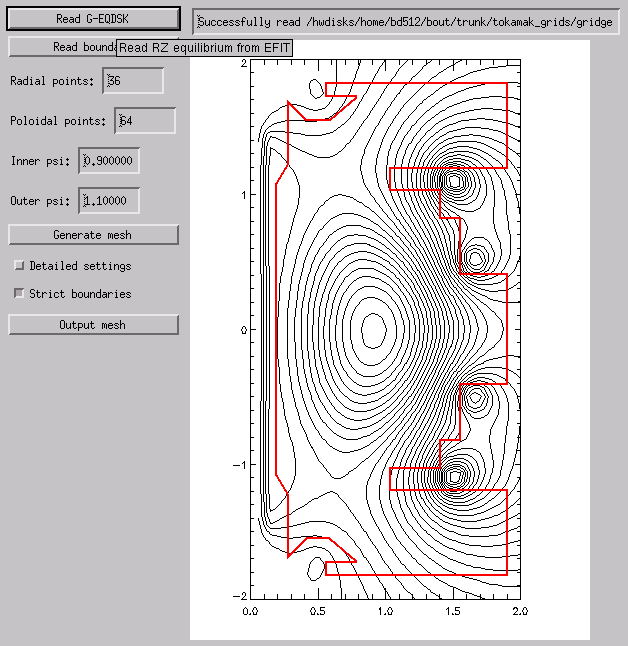 Read G-EQDSK
Successfully read /hwdisks/home/bd512/bout/trunk/tokamak_grids/gridge
Read bounda
Read RZ equilibrium from EFIT
Radial points: 36
Poloidal points: 64
Inner psi: 0.900000
Outer psi: 1.10000
Generate mesh
Detailed settings
Strict boundaries
Output mesh
2
1
0
-1
-2
0.0 0.5 1.0 1.5 2.0